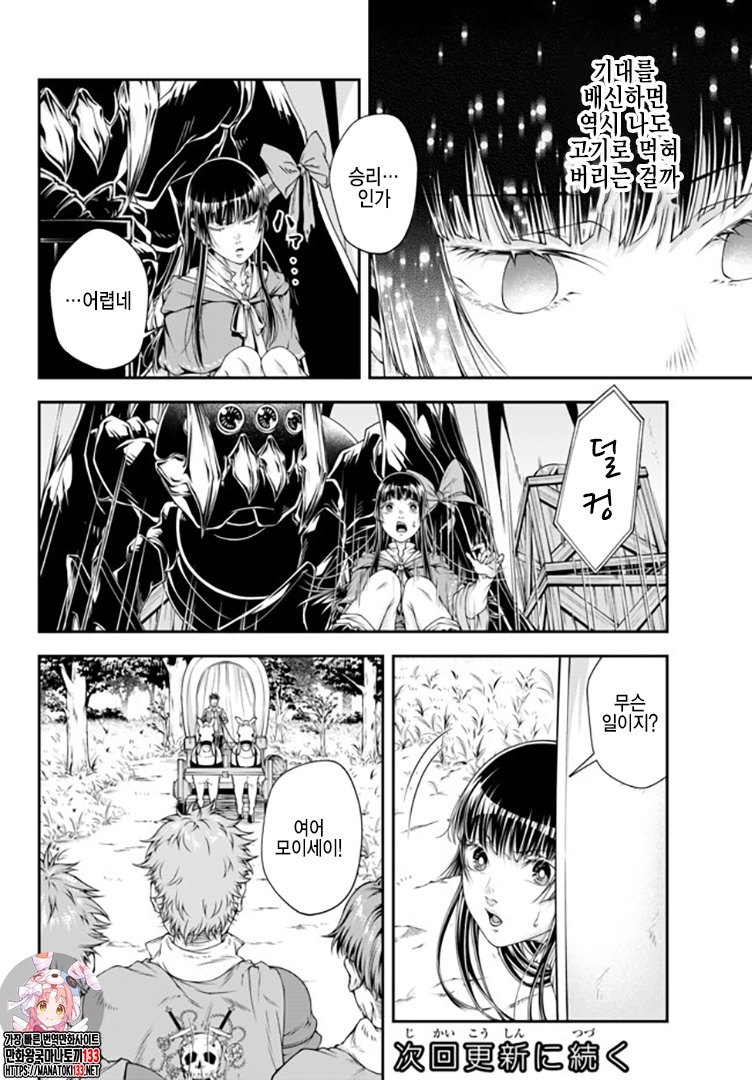 기대를
배신하면
역시 나도
고기로 먹혀
버리는 걸까
승리…
인가
ハァ…
…어렵네
덜
컹
무슨
일이지?
여어
모이세이!
じ かい こう しん つづ
次回更新に続く
가장 빠른 번역만화사이트
만화왕국마나토끼133
HTTPS://MANATOKI133.NET